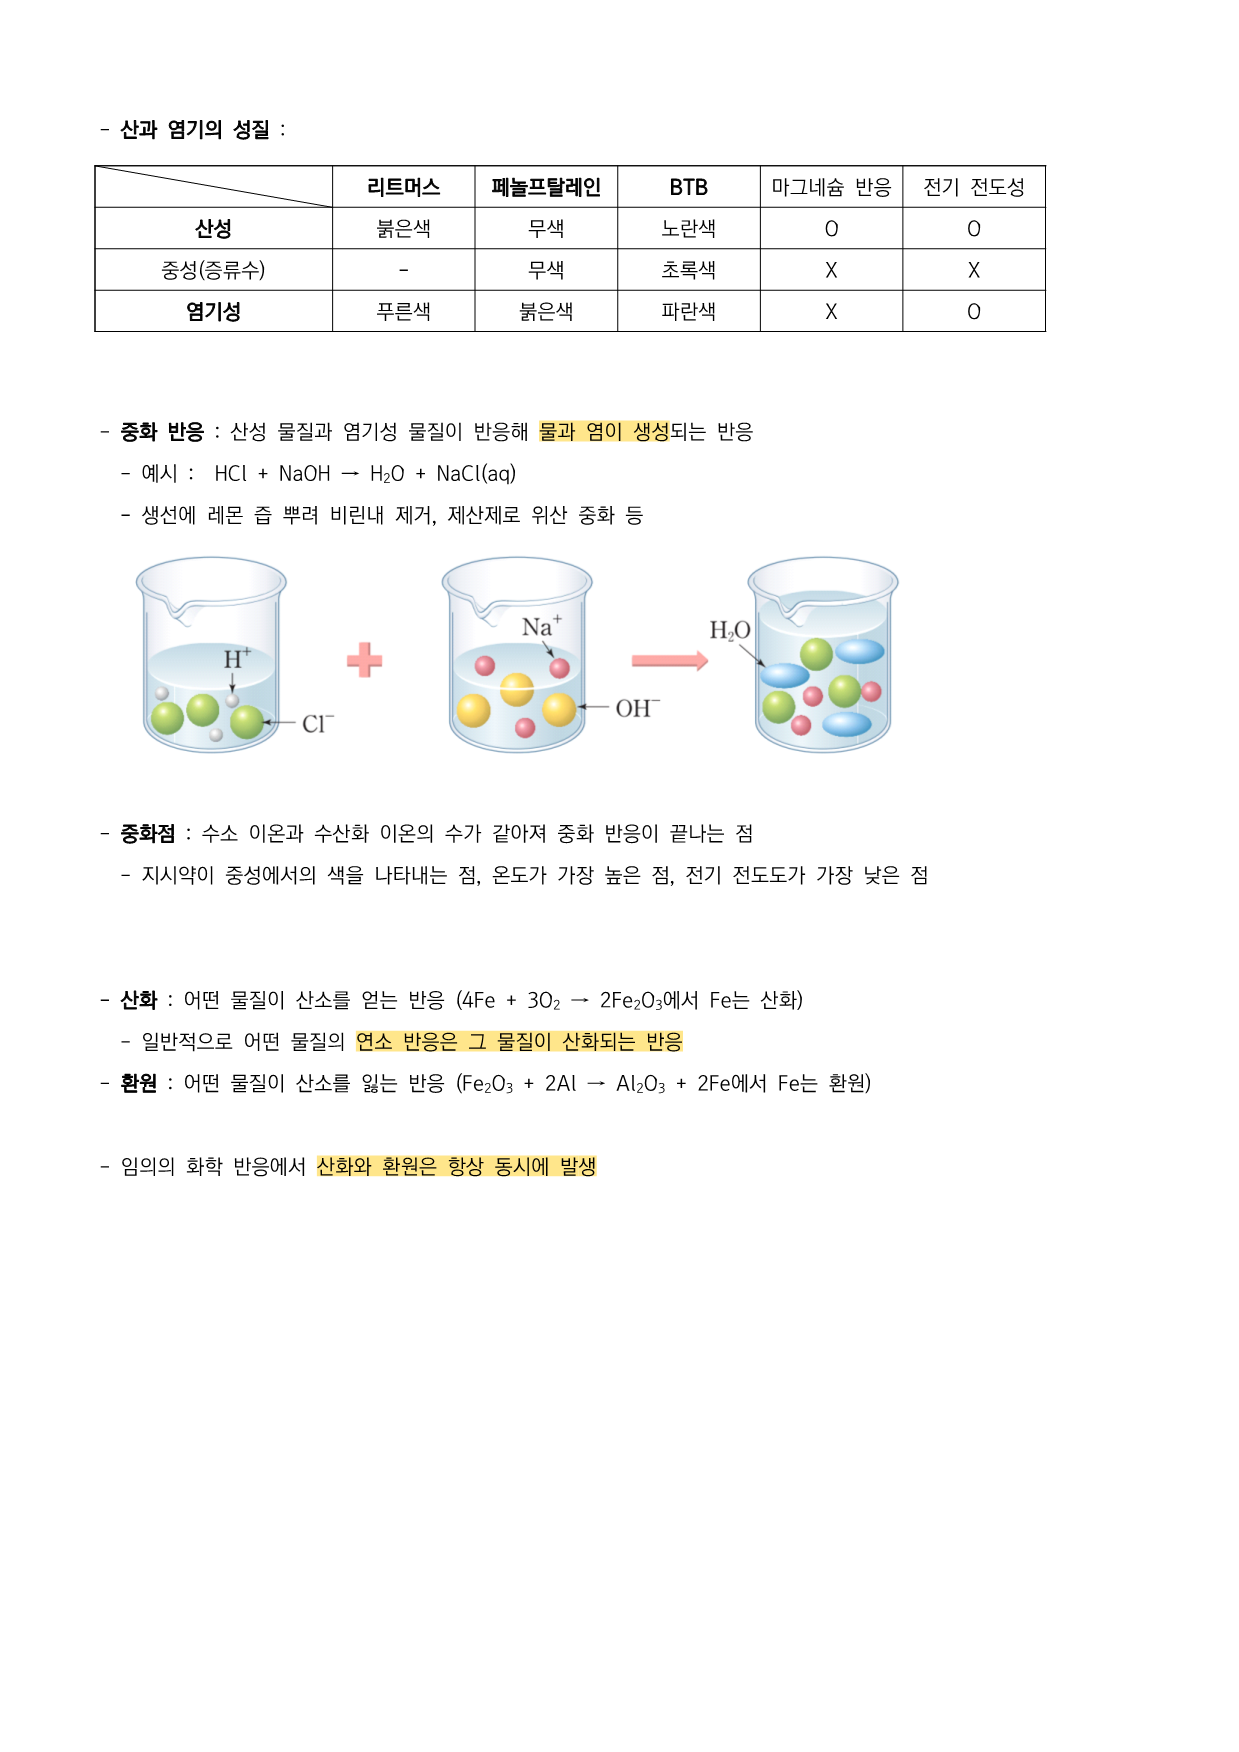 - 산과 염기의 성질 :
리트머스 페놀프탈레인 BTB 마그네슘 반응 전기 전도성
산성 붉은색 무색 노란색 O O
중성(증류수) - 무색 초록색 X X
염기성 푸른색 붉은색 파란색 X O
- 중화 반응 : 산성 물질과 염기성 물질이 반응해 물과 염이 생성되는 반응
- 예시 : HCl + NaOH → H₂O + NaCl(aq)
- 생선에 레몬 즙 뿌려 비린내 제거, 제산제로 위산 중화 등
H⁺
Cl⁻
Na⁺
OH⁻
H₂O
- 중화점 : 수소 이온과 수산화 이온의 수가 같아져 중화 반응이 끝나는 점
- 지시약이 중성에서의 색을 나타내는 점, 온도가 가장 높은 점, 전기 전도도가 가장 낮은 점
- 산화 : 어떤 물질이 산소를 얻는 반응 (4Fe + 3O₂ → 2Fe₂O₃에서 Fe는 산화)
- 일반적으로 어떤 물질의 연소 반응은 그 물질이 산화되는 반응
- 환원 : 어떤 물질이 산소를 잃는 반응 (Fe₂O₃ + 2Al → Al₂O₃ + 2Fe에서 Fe는 환원)
- 임의의 화학 반응에서 산화와 환원은 항상 동시에 발생